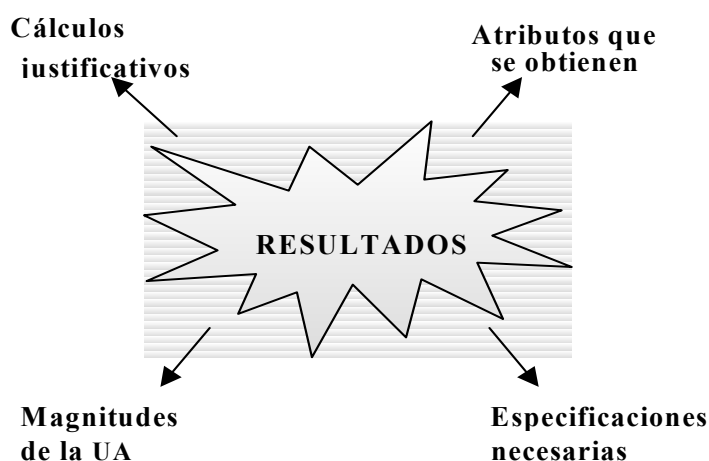 Cálculos
justificativos
Atributos que
se obtienen
RESULTADOS
Magnitudes
de la UA
Especificaciones
necesarias